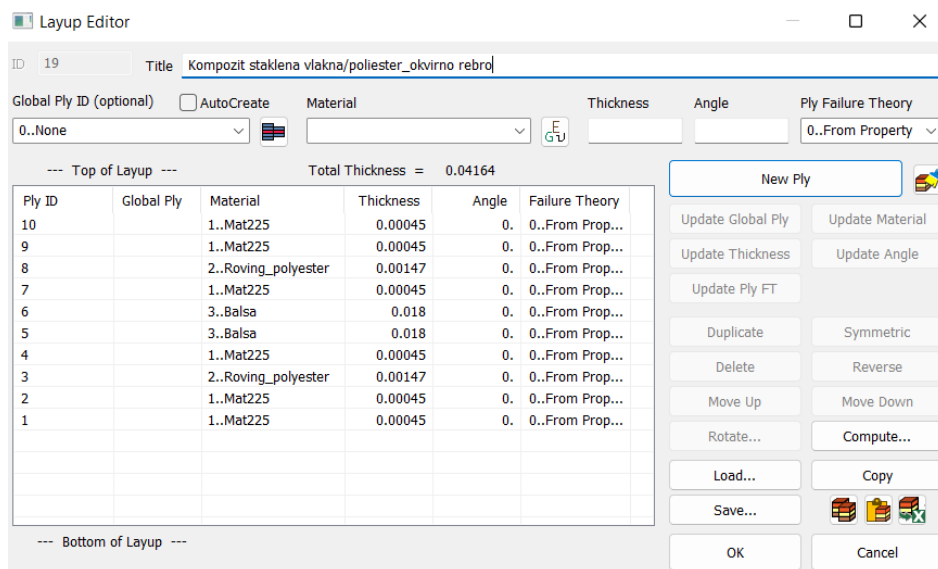 Layup Editor
ID 19 Title Kompozit staklena vlakna/poliester_okvirno rebro
Global Ply ID (optional) AutoCreate Material Thickness Angle Ply Failure Theory
0..None 0..From Property
--- Top of Layup --- Total Thickness = 0.04164 New Ply
Ply ID Global Ply Material Thickness Angle Failure Theory
10 1..Mat225 0.00045 0. 0..From Prop...
9 1..Mat225 0.00045 0. 0..From Prop...
8 2..Roving_polyester 0.00147 0. 0..From Prop...
7 1..Mat225 0.00045 0. 0..From Prop...
6 3..Balsa 0.018 0. 0..From Prop...
5 3..Balsa 0.018 0. 0..From Prop...
4 1..Mat225 0.00045 0. 0..From Prop...
3 2..Roving_polyester 0.00147 0. 0..From Prop...
2 1..Mat225 0.00045 0. 0..From Prop...
1 1..Mat225 0.00045 0. 0..From Prop...
Update Global Ply Update Material
Update Thickness Update Angle
Update Ply FT
Duplicate Symmetric
Delete Reverse
Move Up Move Down
Rotate... Compute...
Load... Copy
Save...
--- Bottom of Layup --- OK Cancel